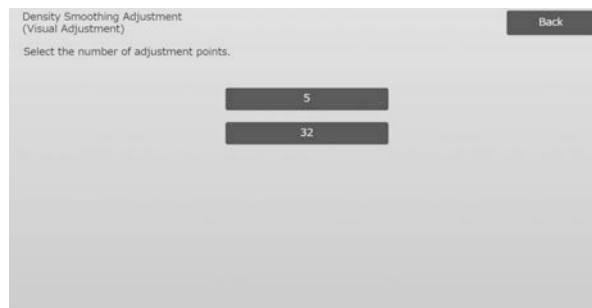 Density Smoothing Adjustment
(Visual Adjustment)
Back
Select the number of adjustment points.
5
32